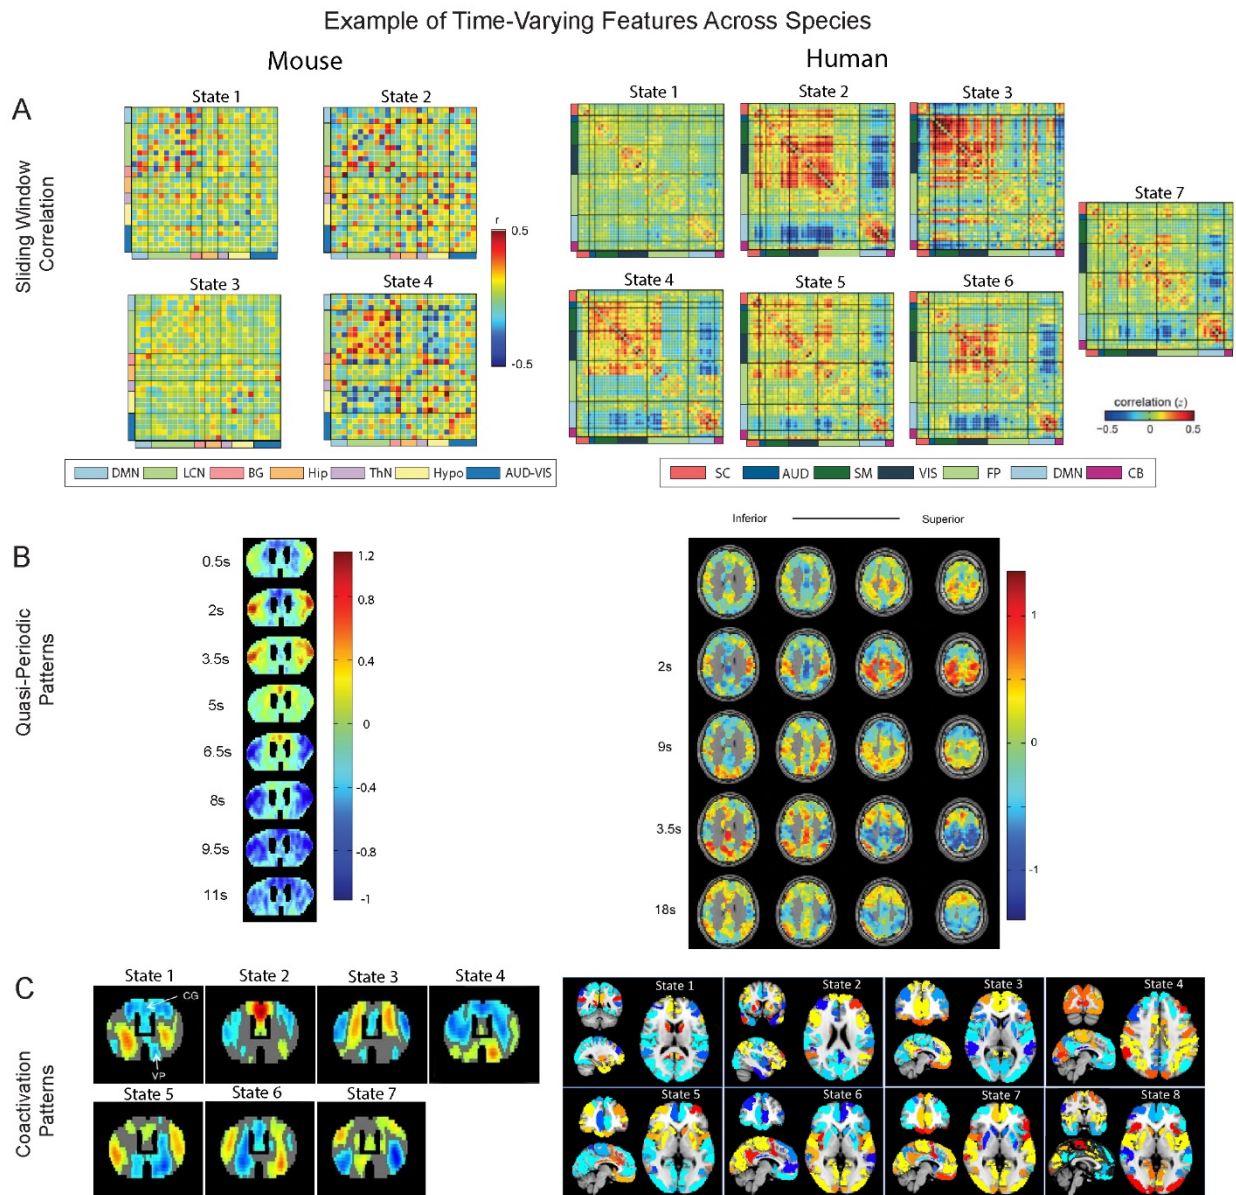 Example of Time-Varying Features Across Species
Mouse
Human
A
Sliding Window
Correlation
State 1
State 2
State 3
State 4
r
0.5
-0.5
State 1
State 2
State 3
State 4
State 5
State 6
State 7
correlation (z)
−0.5 0 0.5
DMN LCN BG Hip ThN Hypo AUD-VIS
SC AUD SM VIS FP DMN CB
B
Quasi-Periodic
Patterns
0.5s
2s
3.5s
5s
6.5s
8s
9.5s
11s
1.2
0.8
0.4
0
-0.4
-0.8
-1
Inferior Superior
2s
9s
3.5s
18s
1
0
-1
C
Coactivation
Patterns
State 1
State 2
State 3
State 4
CG
VP
State 5
State 6
State 7
State 1
State 2
State 3
State 4
State 5
State 6
State 7
State 8